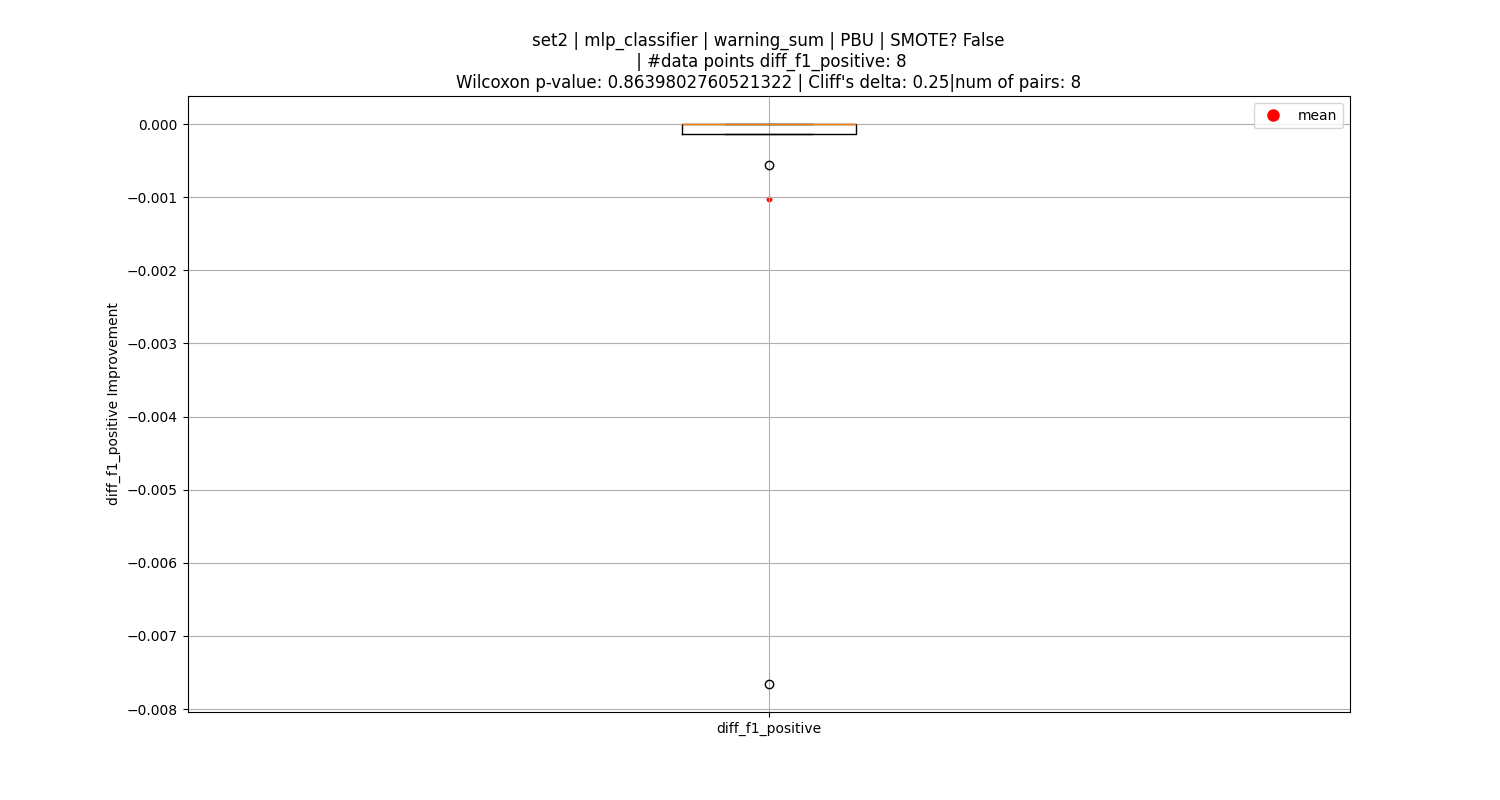 set2 | mlp_classifier | warning_sum | PBU | SMOTE? False
| #data points diff_f1_positive: 8
Wilcoxon p-value: 0.8639802760521322 | Cliff's delta: 0.25|num of pairs: 8
mean
0.000
−0.001
−0.002
−0.003
−0.004
−0.005
−0.006
−0.007
−0.008
diff_f1_positive Improvement
diff_f1_positive